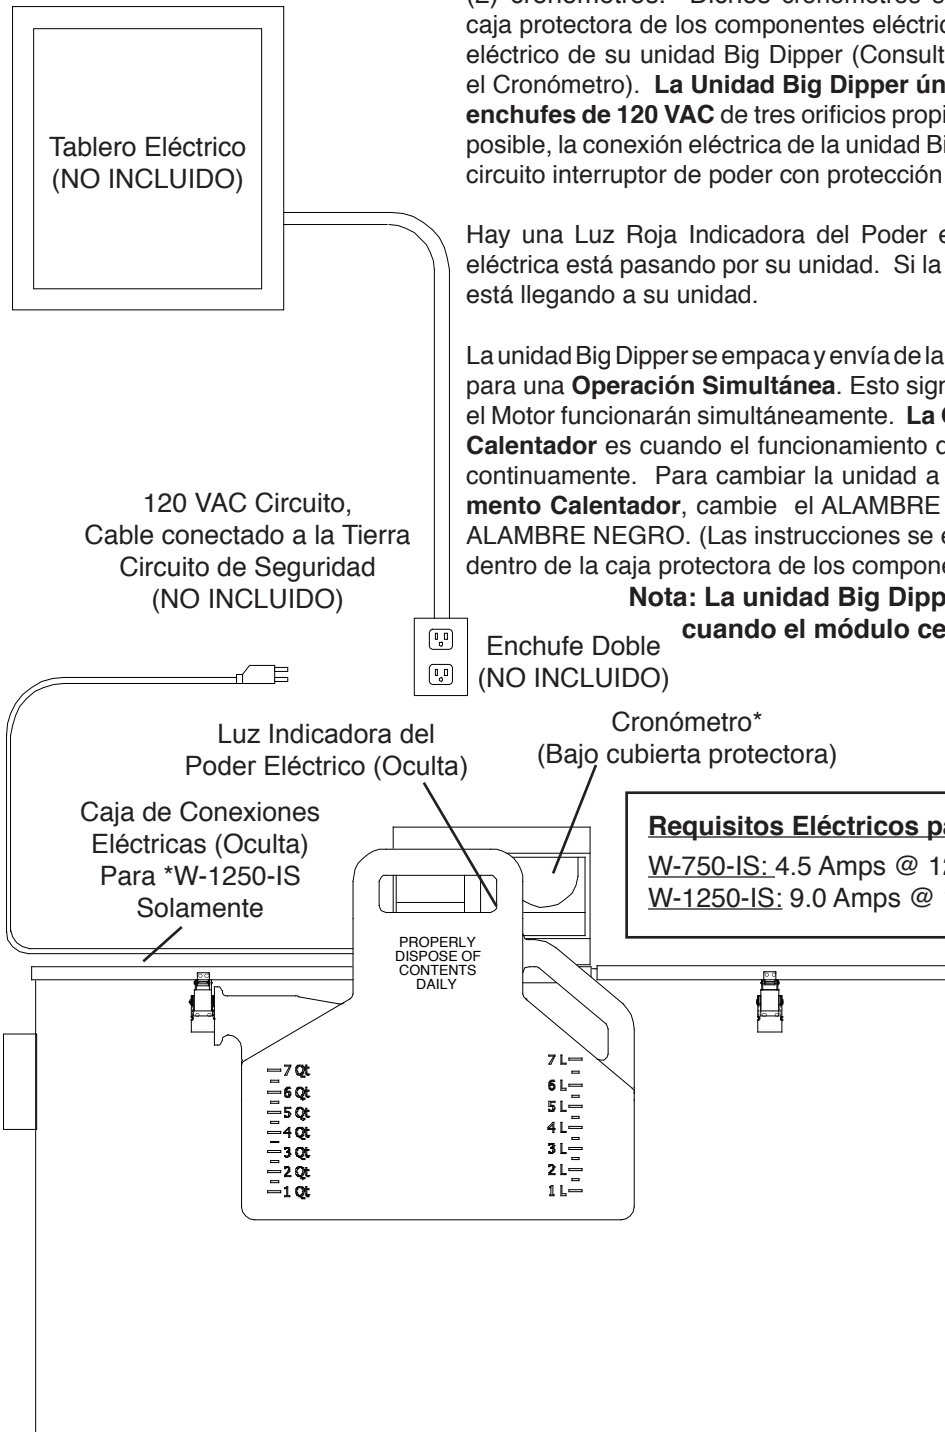 (2) cronómetros. Dichos cronómetros
caja protectora de los componentes
eléctrico de su unidad Big Dipper
el Cronómetro). La Unidad Big Dipper
enchufes de 120 VAC de tres orificios
posible, la conexión eléctrica de la unidad
circuito interruptor de poder con protección
Hay una Luz Roja Indicadora del Poder
eléctrica está pasando por su unidad. Si la
está llegando a su unidad.
La unidad Big Dipper se empaca y envía de la
para una Operación Simultánea. Esto
el Motor funcionarán simultáneamente. La
Calentador es cuando el funcionamiento
continuamente. Para cambiar la unidad a
mento Calentador, cambie el ALAMBRE
ALAMBRE NEGRO. (Las instrucciones se
dentro de la caja protectora de los
Nota: La unidad Big
cuando el módulo
Tablero Eléctrico
(NO INCLUIDO)
120 VAC Circuito,
Cable conectado a la Tierra
Circuito de Seguridad
(NO INCLUIDO)
Enchufe Doble
(NO INCLUIDO)
Luz Indicadora del
Poder Eléctrico (Oculta)
Cronómetro*
(Bajo cubierta protectora)
Caja de Conexiones
Eléctricas (Oculta)
Para *W-1250-IS
Solamente
Requisitos Eléctricos
W-750-IS: 4.5 Amps @
W-1250-IS: 9.0 Amps @
PROPERLY
DISPOSE OF
CONTENTS
DAILY
7 Qt
6 Qt
5 Qt
4 Qt
3 Qt
2 Qt
1 Qt
7 L
6 L
5 L
4 L
3 L
2 L
1 L